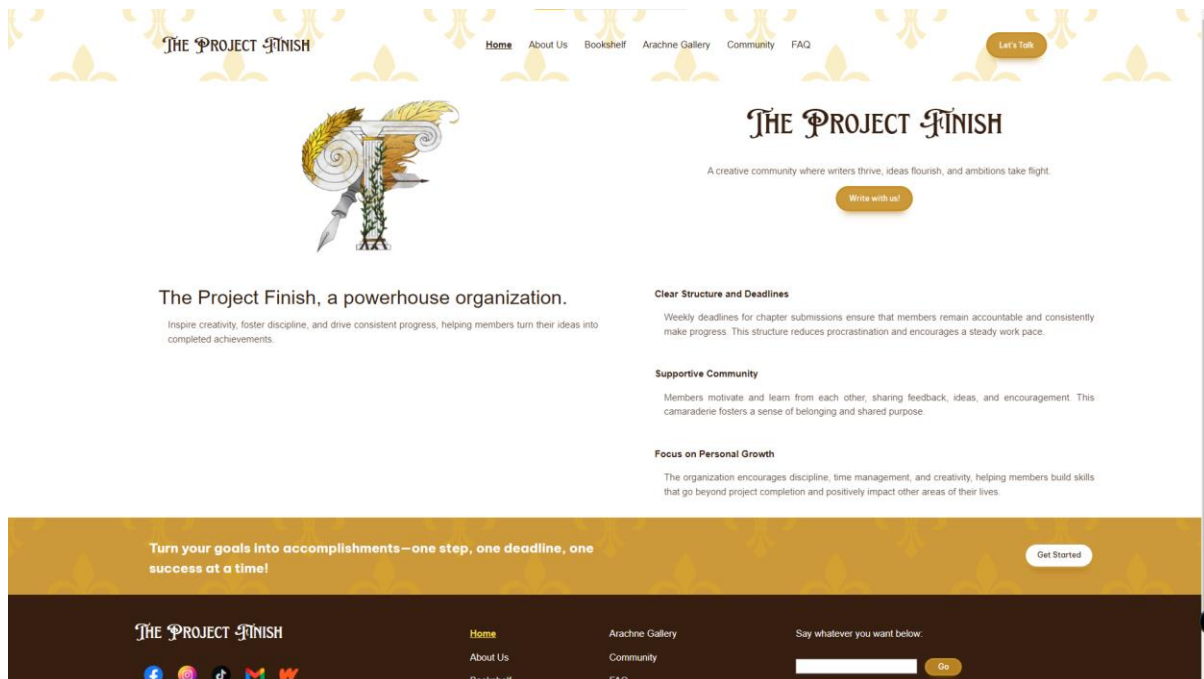 THE PROJECT FINISH
Home About Us Bookshelf Arachne Gallery Community FAQ
Let's Talk
THE PROJECT FINISH
A creative community where writers thrive, ideas flourish, and ambitions take flight.
Write with us!
The Project Finish, a powerhouse organization.
Inspire creativity, foster discipline, and drive consistent progress, helping members turn their ideas into
completed achievements.
Clear Structure and Deadlines
Weekly deadlines for chapter submissions ensure that members remain accountable and consistently
make progress. This structure reduces procrastination and encourages a steady work pace.
Supportive Community
Members motivate and learn from each other, sharing feedback, ideas, and encouragement. This
camaraderie fosters a sense of belonging and shared purpose.
Focus on Personal Growth
The organization encourages discipline, time management, and creativity, helping members build skills
that go beyond project completion and positively impact other areas of their lives.
Turn your goals into accomplishments—one step, one deadline, one
success at a time!
Get Started
THE PROJECT FINISH
Home
About Us
Bookshelf
Arachne Gallery
Community
FAQ
Say whatever you want below:
Go